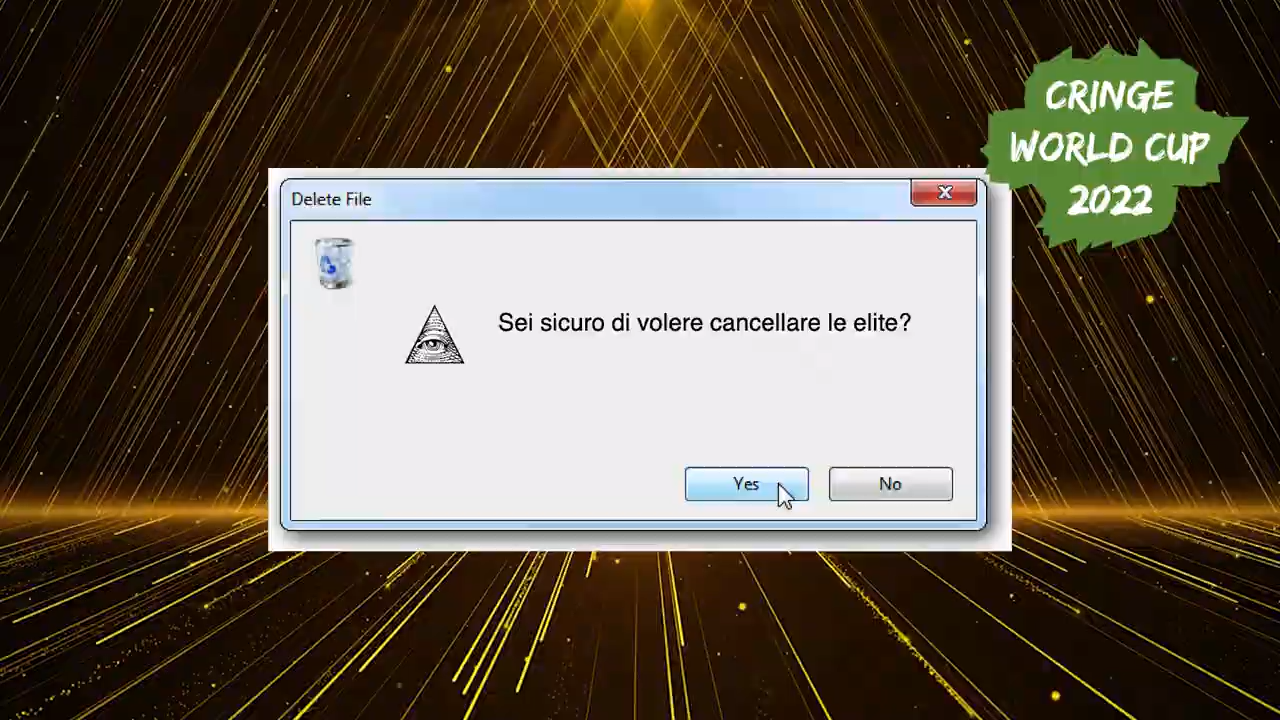 CRINGE
WORLD CUP
2022
Delete File
Sei sicuro di volere cancellare le elite?
Yes
No